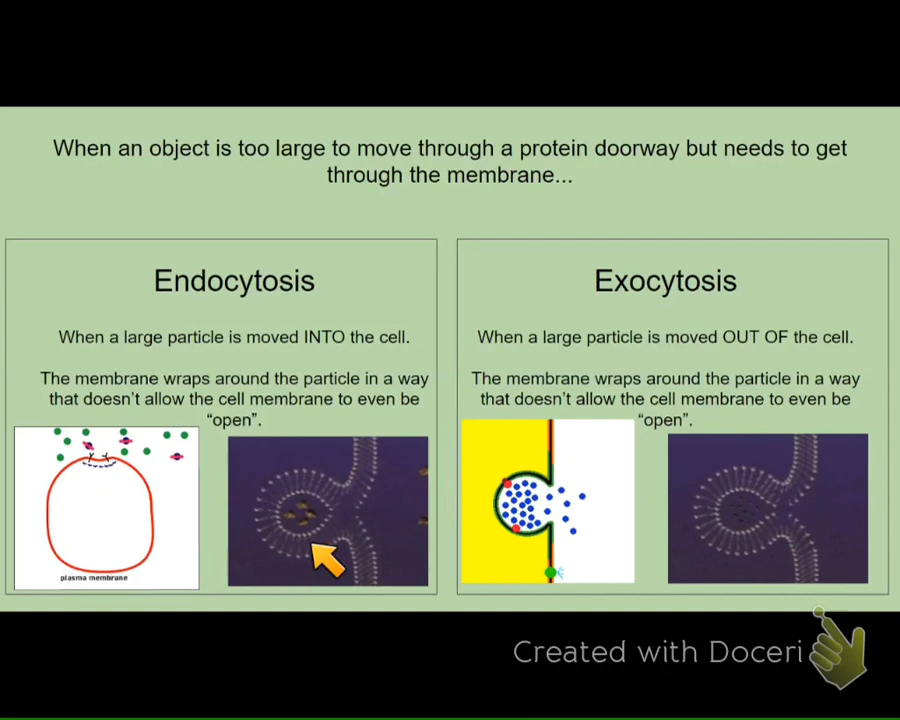 When an object is too large to move through a protein doorway but needs to get
through the membrane...
Endocytosis
When a large particle is moved INTO the cell.
The membrane wraps around the particle in a way
that doesn't allow the cell membrane to even be
“open”.
plasma membrane
Exocytosis
When a large particle is moved OUT OF the cell.
The membrane wraps around the particle in a way
that doesn't allow the cell membrane to even be
“open”.
Created with Doceri